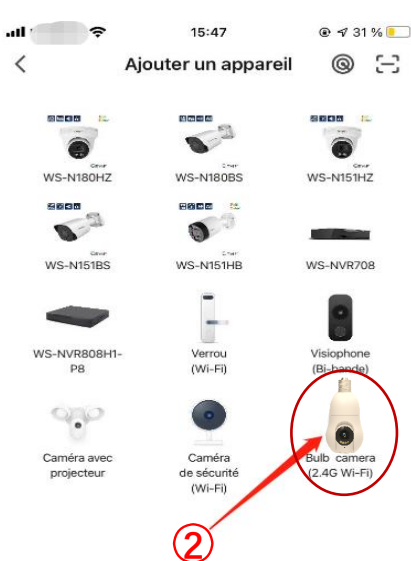 15:47
31 %
Ajouter un appareil
WS-N180HZ
WS-N180BS
WS-N151HZ
WS-N151BS
WS-N151HB
WS-NVR708
WS-NVR808H1-
P8
Verrou
(Wi-Fi)
Visiophone
(Bi-bande)
Caméra avec
projecteur
Caméra
de sécurité
(Wi-Fi)
Bulb camera
(2.4G Wi-Fi)
②